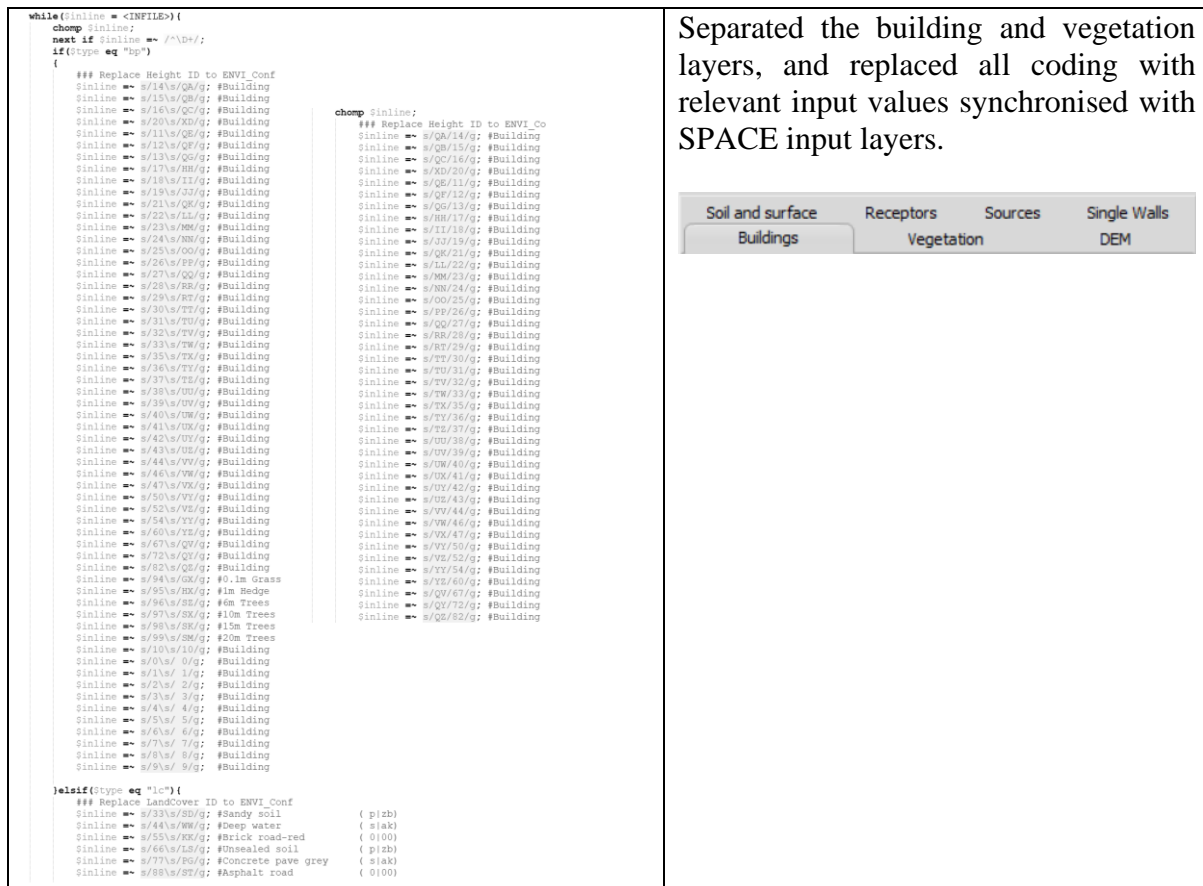 while($inline = <INFILE>){
chomp $inline;
next if $inline =~ /^\D+/;
if($type eq "bp")
{
### Replace Height ID to ENVI_Conf
$inline =~ s/14\s/QA/g; #Building
$inline =~ s/15\s/QB/g; #Building
$inline =~ s/16\s/QC/g; #Building
$inline =~ s/20\s/XD/g; #Building
$inline =~ s/11\s/QE/g; #Building
$inline =~ s/12\s/QF/g; #Building
$inline =~ s/13\s/QG/g; #Building
$inline =~ s/17\s/HH/g; #Building
$inline =~ s/18\s/II/g; #Building
$inline =~ s/19\s/JJ/g; #Building
$inline =~ s/21\s/QK/g; #Building
$inline =~ s/22\s/LL/g; #Building
$inline =~ s/23\s/MM/g; #Building
$inline =~ s/24\s/NN/g; #Building
$inline =~ s/25\s/OO/g; #Building
$inline =~ s/26\s/PP/g; #Building
$inline =~ s/27\s/QQ/g; #Building
$inline =~ s/28\s/RR/g; #Building
$inline =~ s/29\s/RT/g; #Building
$inline =~ s/30\s/TT/g; #Building
$inline =~ s/31\s/TU/g; #Building
$inline =~ s/32\s/TV/g; #Building
$inline =~ s/33\s/TW/g; #Building
$inline =~ s/35\s/TX/g; #Building
$inline =~ s/36\s/TY/g; #Building
$inline =~ s/37\s/TZ/g; #Building
$inline =~ s/38\s/UU/g; #Building
$inline =~ s/39\s/UV/g; #Building
$inline =~ s/40\s/UW/g; #Building
$inline =~ s/41\s/UX/g; #Building
$inline =~ s/42\s/UY/g; #Building
$inline =~ s/43\s/UZ/g; #Building
$inline =~ s/44\s/VV/g; #Building
$inline =~ s/46\s/VW/g; #Building
$inline =~ s/47\s/VX/g; #Building
$inline =~ s/50\s/VY/g; #Building
$inline =~ s/52\s/VZ/g; #Building
$inline =~ s/54\s/YY/g; #Building
$inline =~ s/60\s/YZ/g; #Building
$inline =~ s/67\s/QV/g; #Building
$inline =~ s/72\s/QY/g; #Building
$inline =~ s/82\s/QZ/g; #Building
$inline =~ s/94\s/GX/g; #0.1m Grass
$inline =~ s/95\s/HX/g; #1m Hedge
$inline =~ s/96\s/SZ/g; #6m Trees
$inline =~ s/97\s/SX/g; #10m Trees
$inline =~ s/98\s/SK/g; #15m Trees
$inline =~ s/99\s/SM/g; #20m Trees
$inline =~ s/10\s/10/g; #Building
$inline =~ s/0\s/ 0/g; #Building
$inline =~ s/1\s/ 1/g; #Building
$inline =~ s/2\s/ 2/g; #Building
$inline =~ s/3\s/ 3/g; #Building
$inline =~ s/4\s/ 4/g; #Building
$inline =~ s/5\s/ 5/g; #Building
$inline =~ s/6\s/ 6/g; #Building
$inline =~ s/7\s/ 7/g; #Building
$inline =~ s/8\s/ 8/g; #Building
$inline =~ s/9\s/ 9/g; #Building
}elsif($type eq "lc"){
### Replace LandCover ID to ENVI_Conf
$inline =~ s/33\s/SD/g; #Sandy soil ( p|zb)
$inline =~ s/44\s/WW/g; #Deep water ( s|ak)
$inline =~ s/55\s/KK/g; #Brick road-red ( 0|00)
$inline =~ s/66\s/LS/g; #Unsealed soil ( p|zb)
$inline =~ s/77\s/PG/g; #Concrete pave grey ( s|ak)
$inline =~ s/88\s/ST/g; #Asphalt road ( 0|00)
chomp $inline;
### Replace Height ID to ENVI_Co
$inline =~ s/QA/14/g; #Building
$inline =~ s/QB/15/g; #Building
$inline =~ s/QC/16/g; #Building
$inline =~ s/XD/20/g; #Building
$inline =~ s/QE/11/g; #Building
$inline =~ s/QF/12/g; #Building
$inline =~ s/QG/13/g; #Building
$inline =~ s/HH/17/g; #Building
$inline =~ s/II/18/g; #Building
$inline =~ s/JJ/19/g; #Building
$inline =~ s/QK/21/g; #Building
$inline =~ s/LL/22/g; #Building
$inline =~ s/MM/23/g; #Building
$inline =~ s/NN/24/g; #Building
$inline =~ s/OO/25/g; #Building
$inline =~ s/PP/26/g; #Building
$inline =~ s/QQ/27/g; #Building
$inline =~ s/RR/28/g; #Building
$inline =~ s/RT/29/g; #Building
$inline =~ s/TT/30/g; #Building
$inline =~ s/TU/31/g; #Building
$inline =~ s/TV/32/g; #Building
$inline =~ s/TW/33/g; #Building
$inline =~ s/TX/35/g; #Building
$inline =~ s/TY/36/g; #Building
$inline =~ s/TZ/37/g; #Building
$inline =~ s/UU/38/g; #Building
$inline =~ s/UV/39/g; #Building
$inline =~ s/UW/40/g; #Building
$inline =~ s/UX/41/g; #Building
$inline =~ s/UY/42/g; #Building
$inline =~ s/UZ/43/g; #Building
$inline =~ s/VV/44/g; #Building
$inline =~ s/VW/46/g; #Building
$inline =~ s/VX/47/g; #Building
$inline =~ s/VY/50/g; #Building
$inline =~ s/VZ/52/g; #Building
$inline =~ s/YY/54/g; #Building
$inline =~ s/YZ/60/g; #Building
$inline =~ s/QV/67/g; #Building
$inline =~ s/QY/72/g; #Building
$inline =~ s/QZ/82/g; #Building
Separated the building and vegetation
layers, and replaced all coding with
relevant input values synchronised with
SPACE input layers.
Soil and surface Receptors Sources Single Walls
Buildings Vegetation DEM